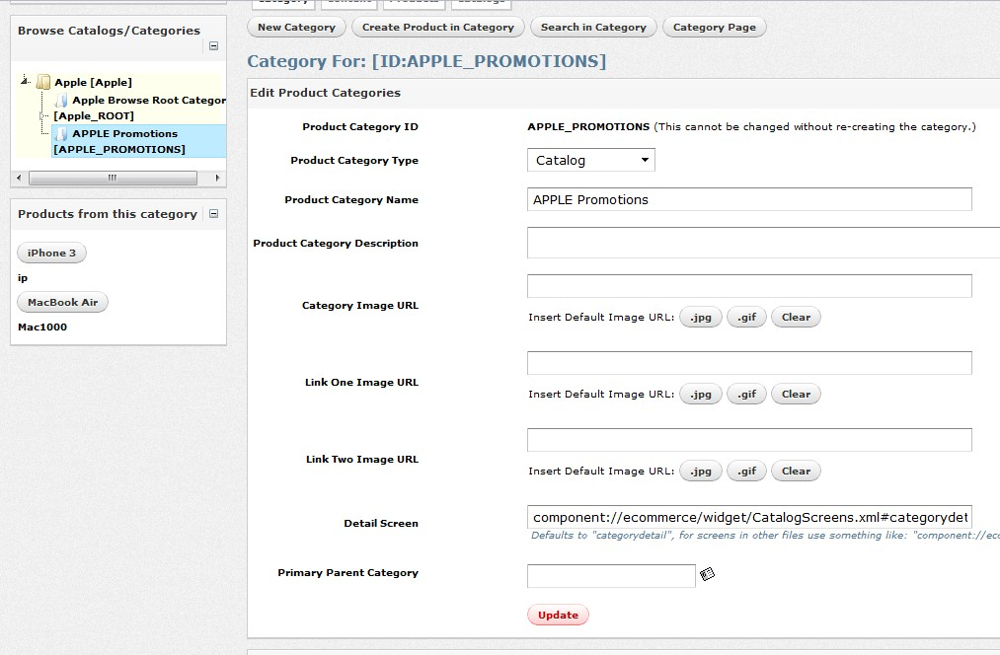 New Category Create Product in Category Search in Category Category Page
Browse Catalogs/Categories
Apple [Apple]
Apple Browse Root Categor
[Apple_ROOT]
APPLE Promotions
[APPLE_PROMOTIONS]
Products from this category
iPhone 3
ip
MacBook Air
Mac1000
Category For: [ID:APPLE_PROMOTIONS]
Edit Product Categories
Product Category ID APPLE_PROMOTIONS (This cannot be changed without re-creating the category.)
Product Category Type Catalog
Product Category Name APPLE Promotions
Product Category Description
Category Image URL
Insert Default Image URL: .jpg .gif Clear
Link One Image URL
Insert Default Image URL: .jpg .gif Clear
Link Two Image URL
Insert Default Image URL: .jpg .gif Clear
Detail Screen component://ecommerce/widget/CatalogScreens.xml#categorydet
Defaults to "categorydetail", for screens in other files use something like: "component://eco
Primary Parent Category
Update